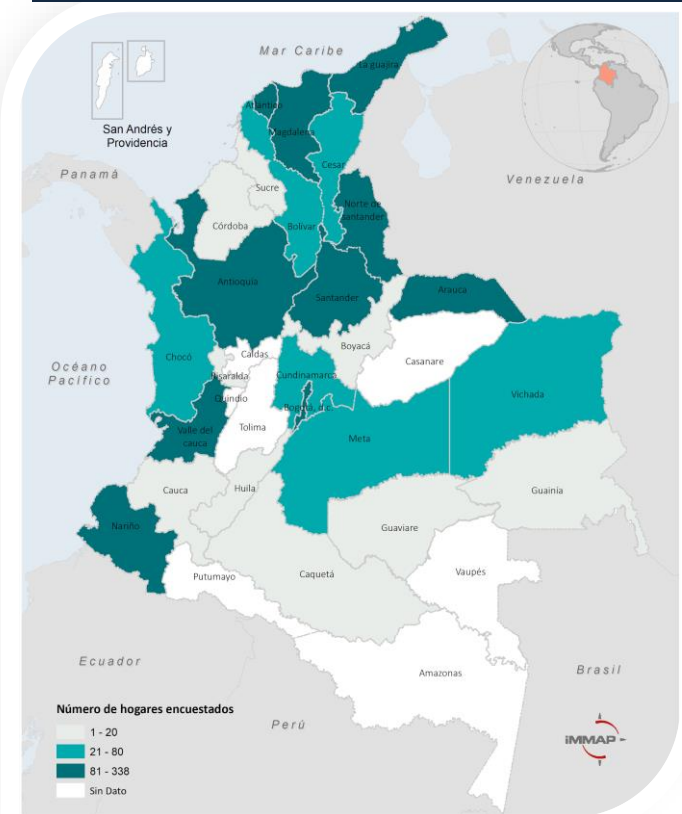 Mar Caribe
La guajira
San Andrés y
Providencia
Atlántico
Magdalena
Cesar
Panamá
Venezuela
Sucre
Norte de
santander
Córdoba
Bolívar
Antioquia
Santander
Arauca
Boyacá
Océano
Pacífico
Chocó
Caldas
Casanare
Risaralda
Cundinamarca
Vichada
Quindío
Bogotá, d.c.
Valle del
cauca
Tolima
Meta
Cauca
Huila
Guainía
Nariño
Guaviare
Putumayo
Caquetá
Vaupés
Ecuador
Amazonas
Brasil
Número de hogares encuestados
Perú
1 - 20
21 - 80
81 - 338
Sin Dato
iMMAP